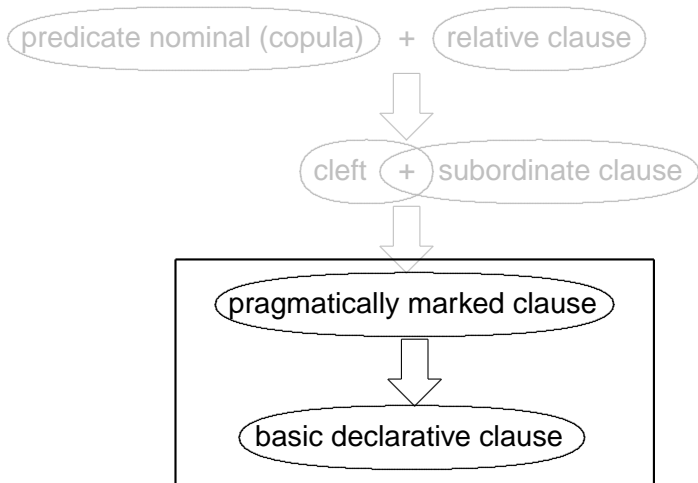 predicate nominal (copula) + relative clause
cleft + subordinate clause
pragmatically marked clause
basic declarative clause